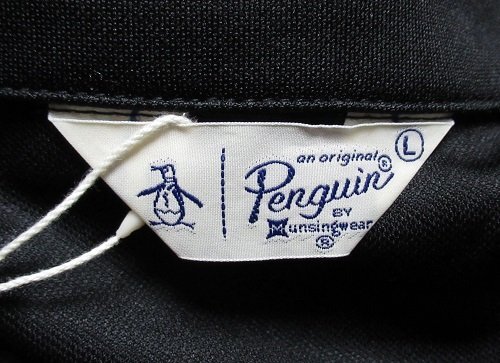 an original
Penguin®
BY
Munsingwear
®
L